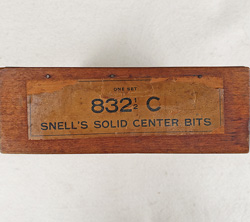 ONE SET
832½ C
SNELL'S SOLID CENTER BITS